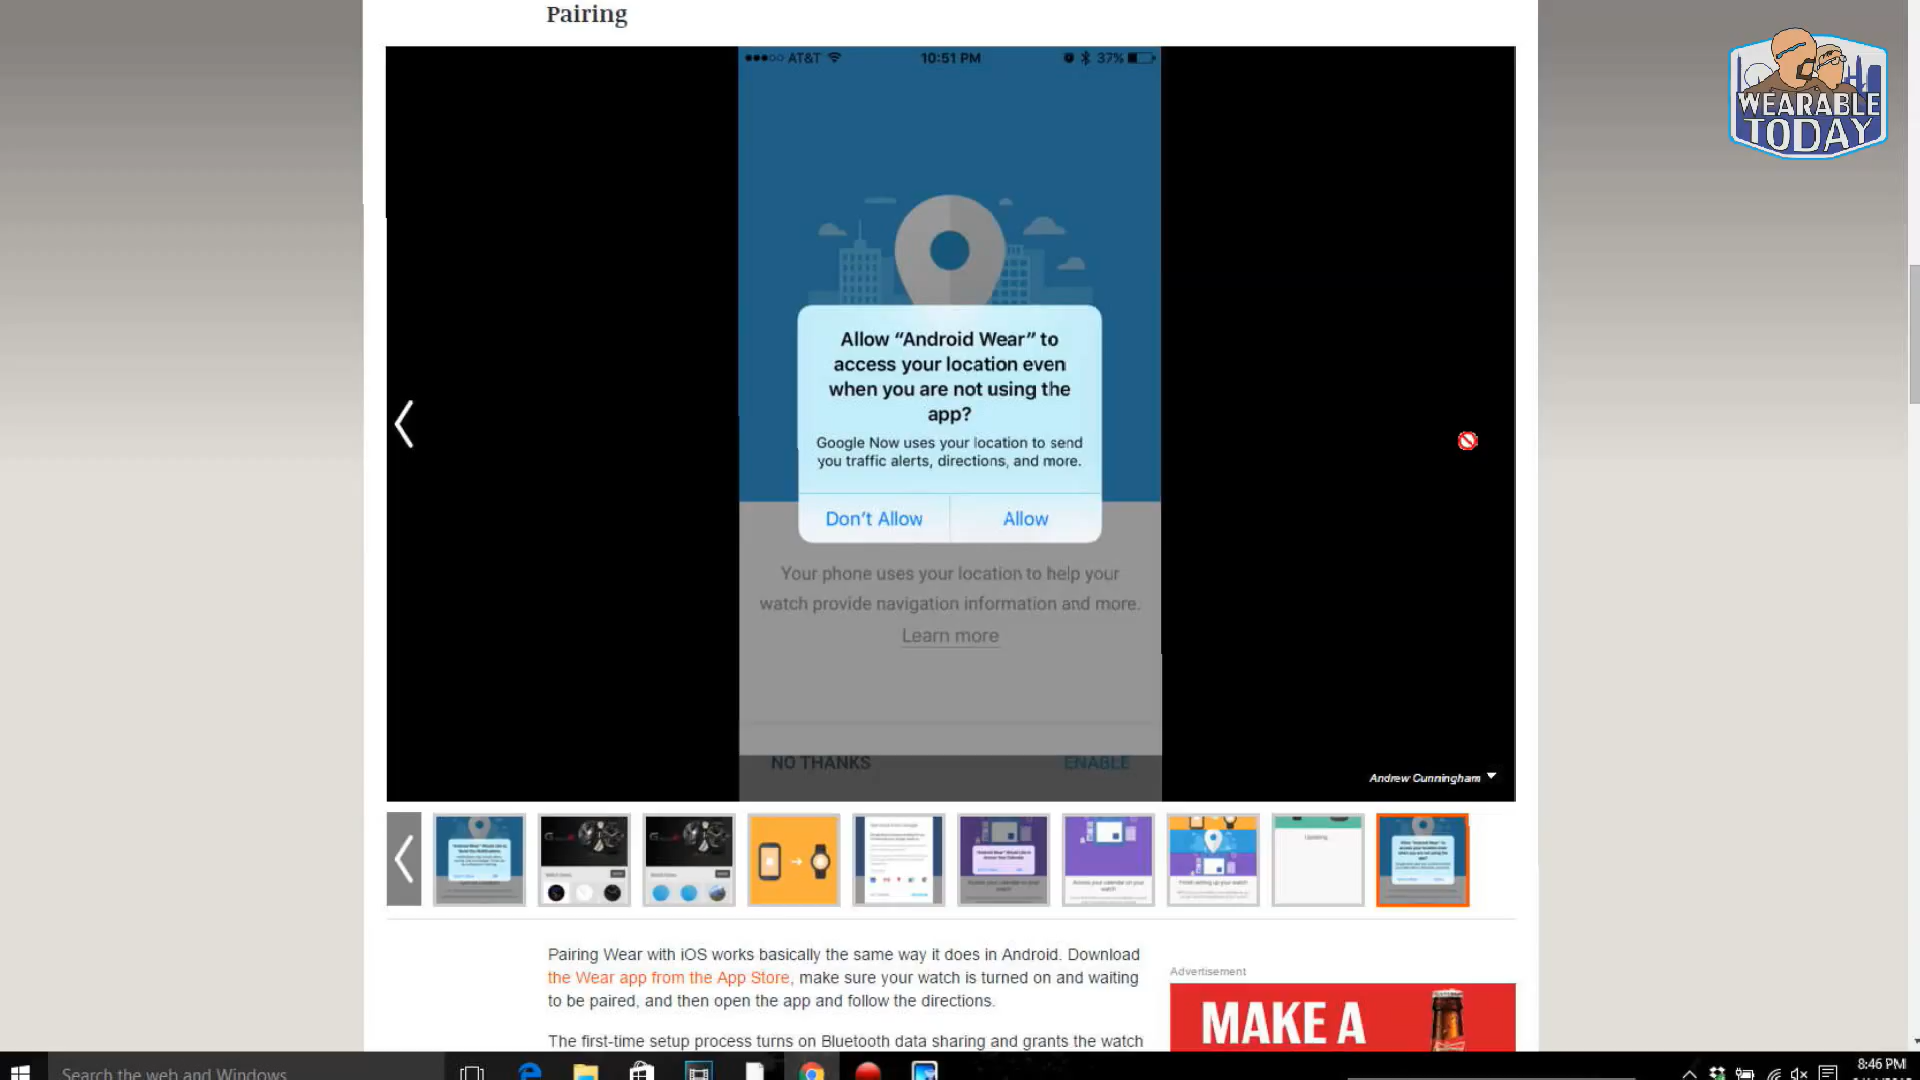 Pairing
AT&T
10:51 PM
37%
WEARABLE
TODAY
Allow “Android Wear” to
access your location even
when you are not using the
app?
Google Now uses your location to send
you traffic alerts, directions, and more.
Don’t Allow
Allow
Your phone uses your location to help your
watch provide navigation information and more.
Learn more
NO THANKS
ENABLE
Andrew Cunningham
Updating
Pairing Wear with iOS works basically the same way it does in Android. Download
the Wear app from the App Store, make sure your watch is turned on and waiting
to be paired, and then open the app and follow the directions.
The first-time setup process turns on Bluetooth data sharing and grants the watch
Advertisement
MAKE A
Search the web and Windows
8:46 PM